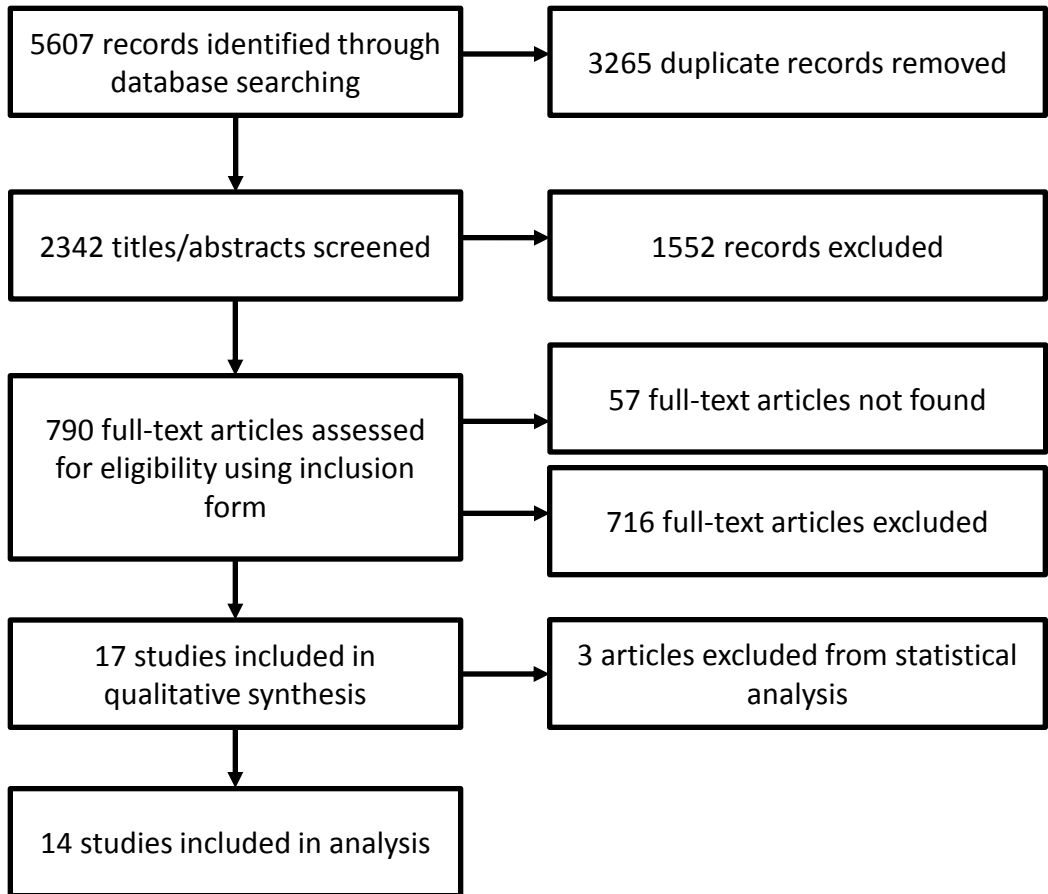 5607 records identified through
database searching
3265 duplicate records removed
2342 titles/abstracts screened
1552 records excluded
790 full-text articles assessed
for eligibility using inclusion
form
57 full-text articles not found
716 full-text articles excluded
17 studies included in
qualitative synthesis
3 articles excluded from statistical
analysis
14 studies included in analysis